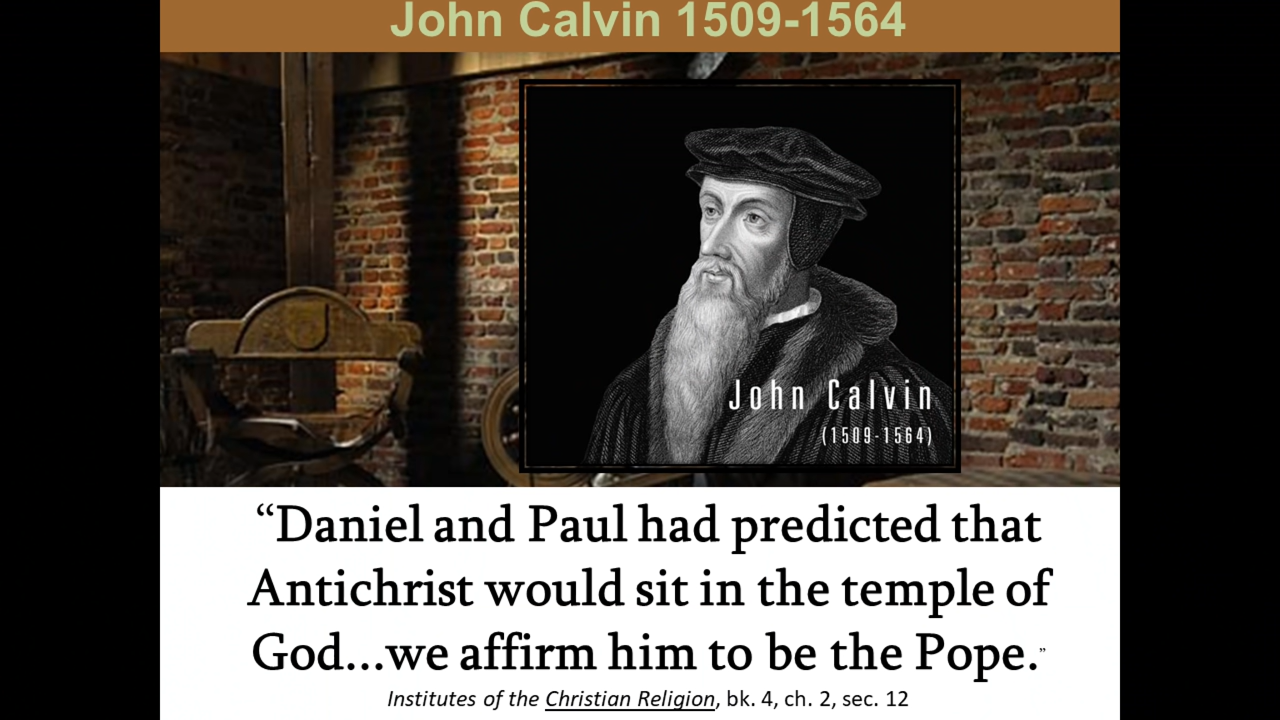 John Calvin 1509-1564
John Calvin
(1509-1564)
“Daniel and Paul had predicted that
Antichrist would sit in the temple of
God...we affirm him to be the Pope.”
Institutes of the Christian Religion, bk. 4, ch. 2, sec. 12